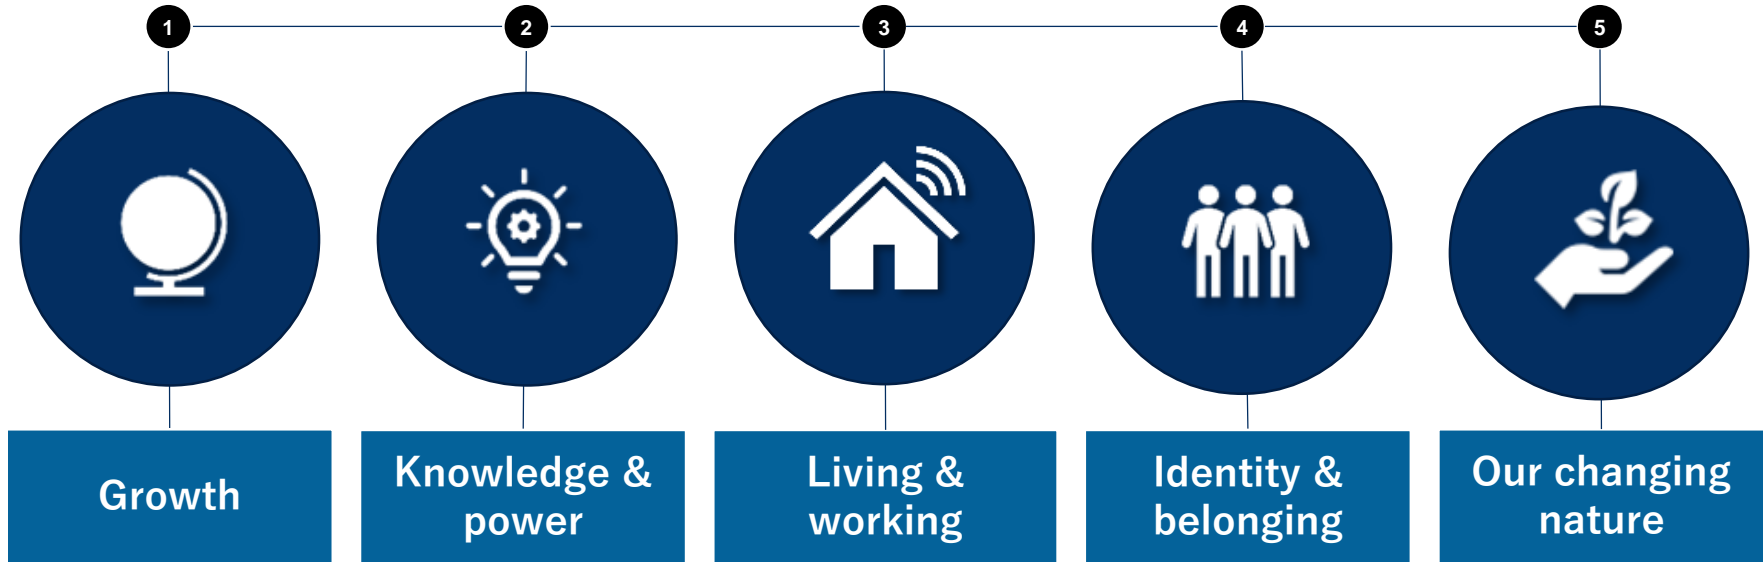 1
2
3
4
5
Growth
Knowledge &
power
Living &
working
Identity &
belonging
Our changing
nature